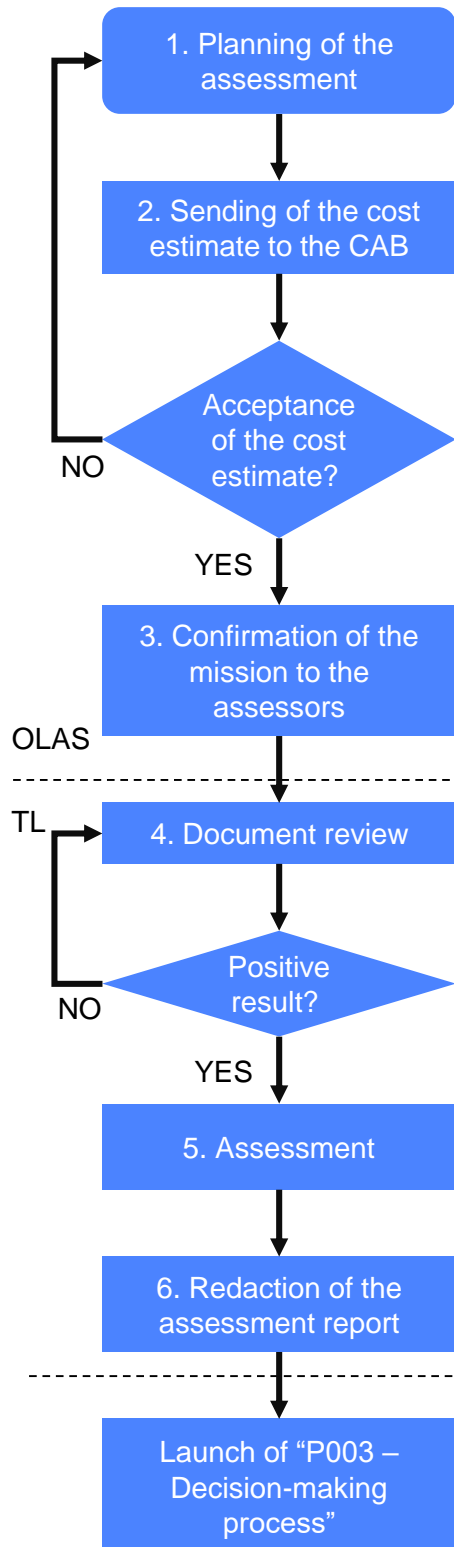 1. Planning of the
assessment
2. Sending of the cost
estimate to the CAB
Acceptance
of the cost
estimate?
NO
YES
3. Confirmation of the
mission to the
assessors
OLAS
TL
4. Document review
Positive
result?
NO
YES
5. Assessment
6. Redaction of the
assessment report
Launch of “P003 –
Decision-making
process”